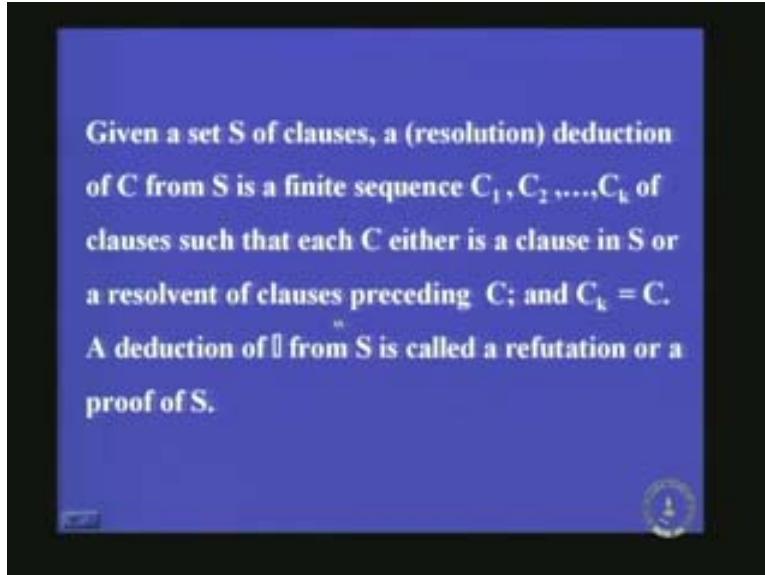 Given a set S of clauses, a (resolution) deduction
of C from S is a finite sequence C₁, C₂,....,Cₖ of
clauses such that each C either is a clause in S or
a resolvent of clauses preceding C; and Cₖ = C.
A deduction of ▯ from S is called a refutation or a
proof of S.